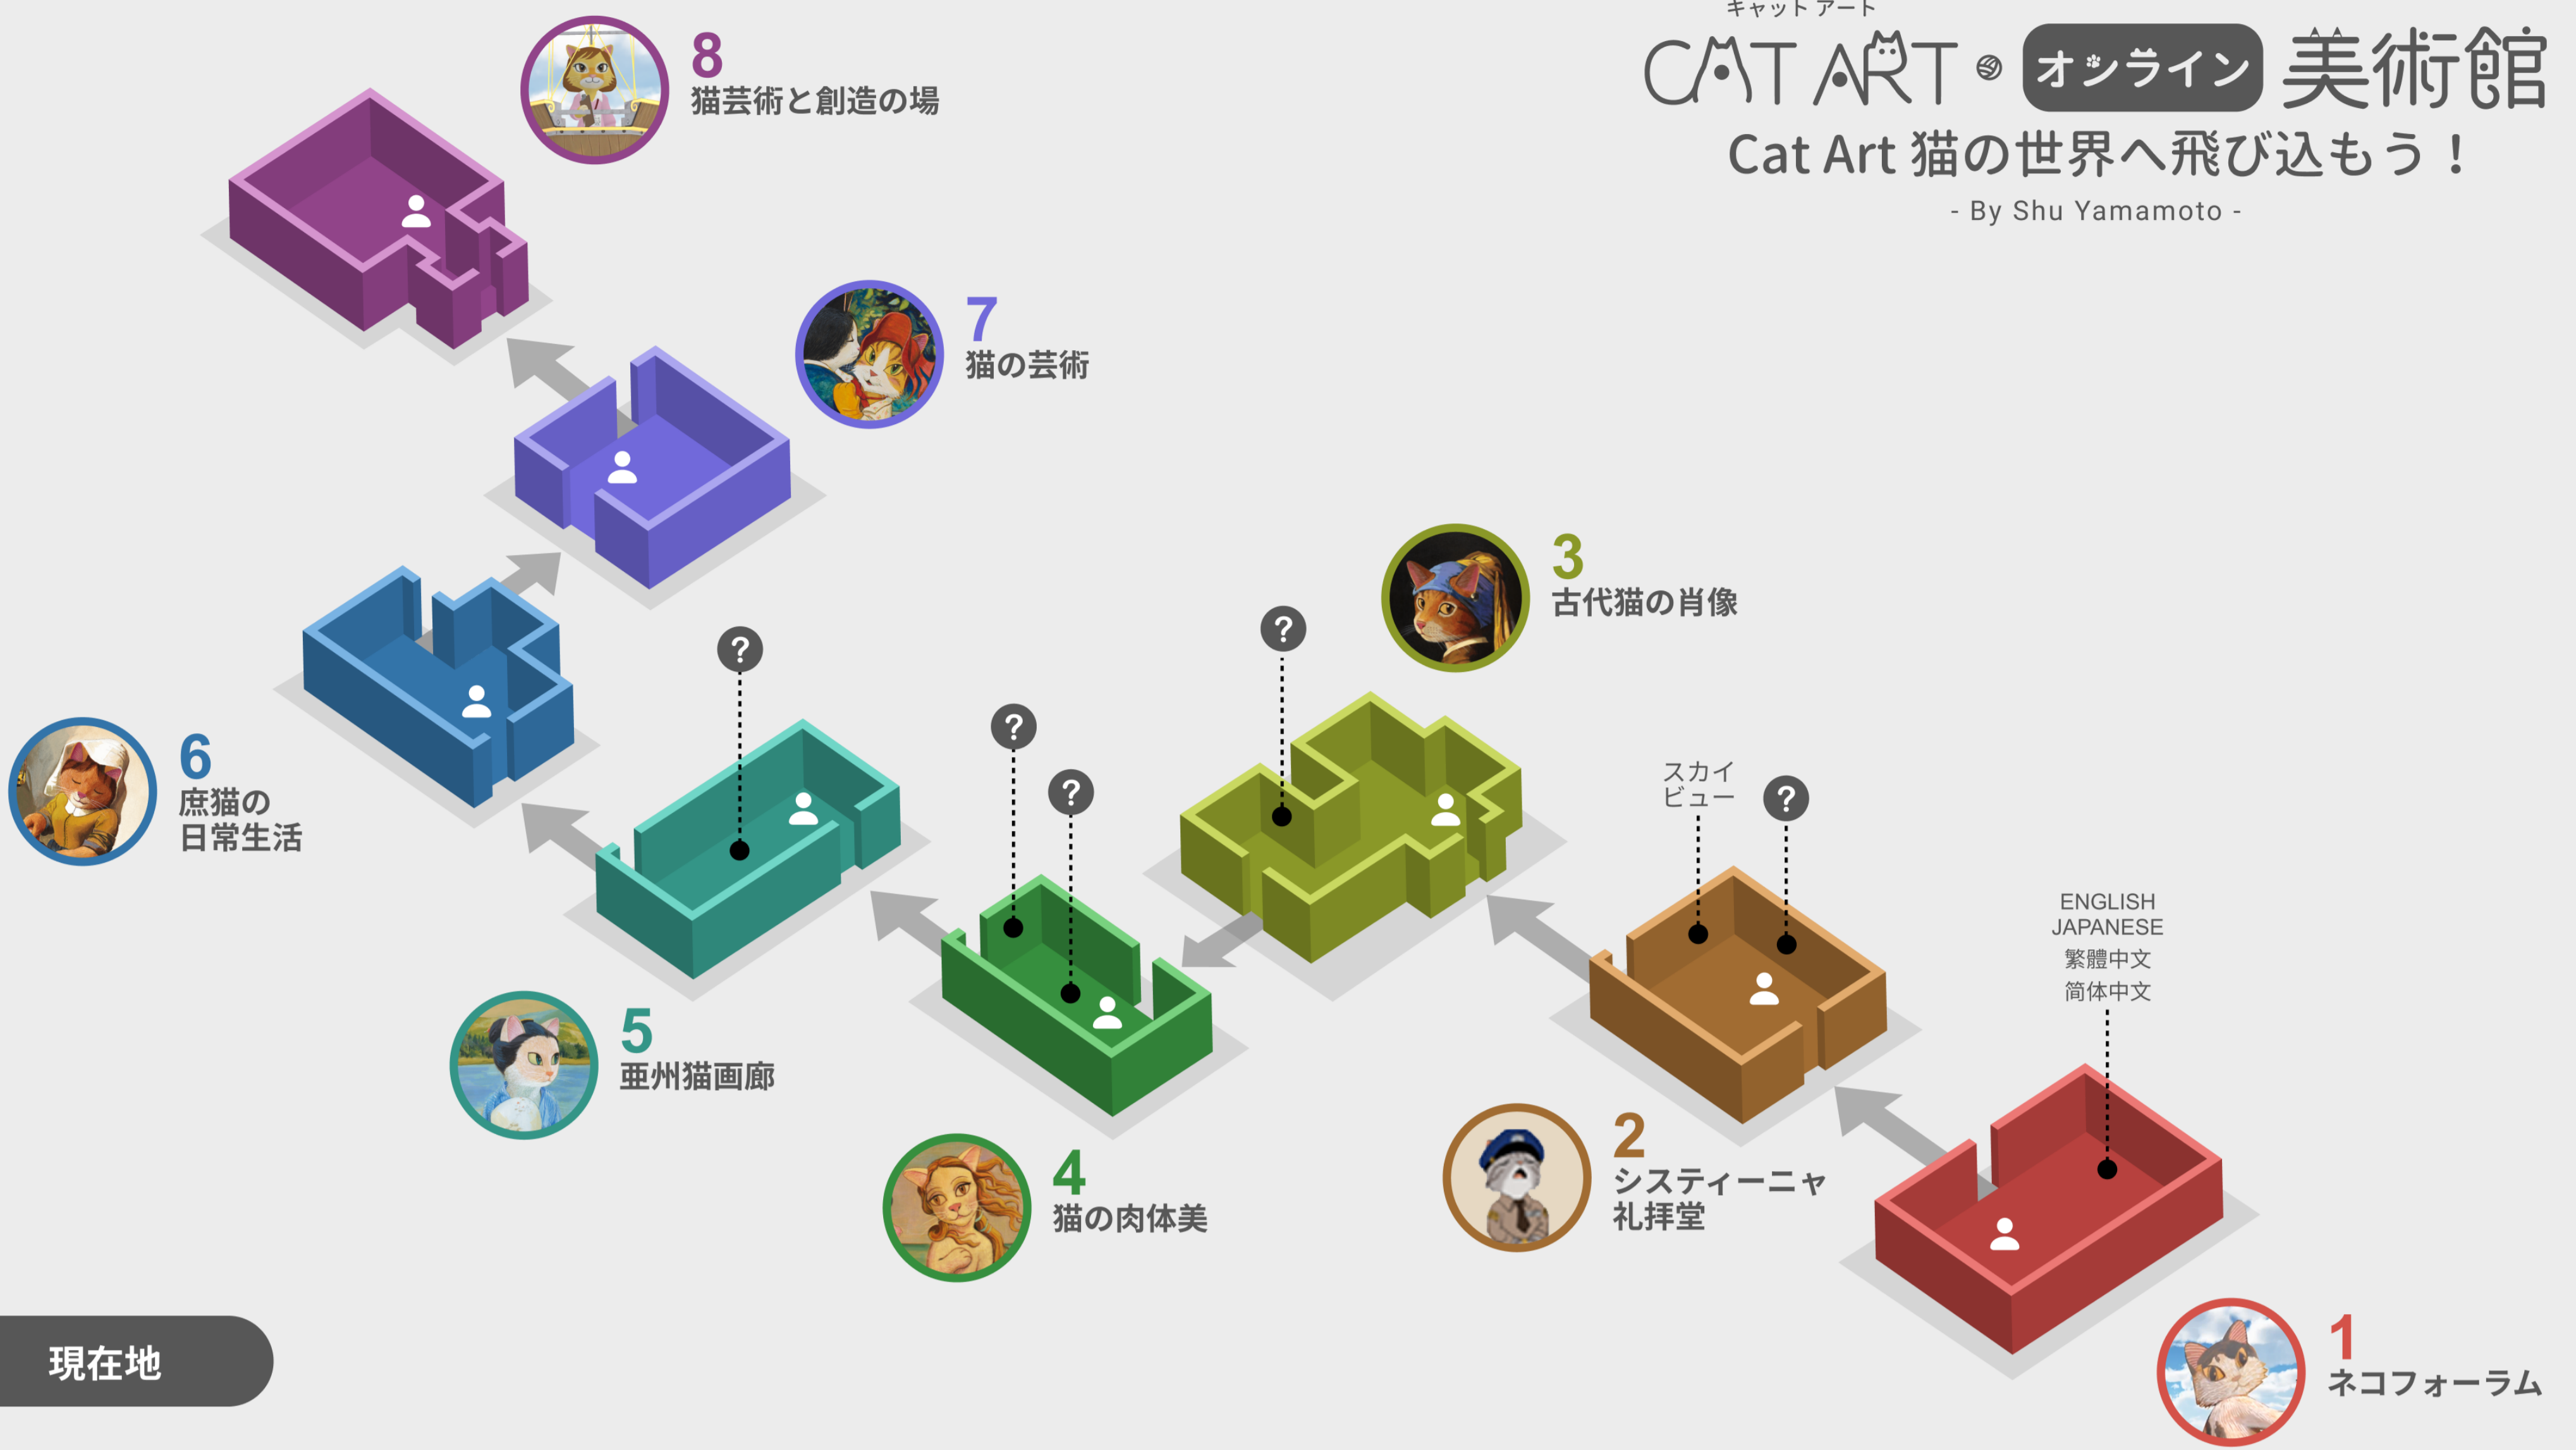 キャット アート
CAT ART オンライン 美術館
Cat Art 猫の世界へ飛び込もう！
- By Shu Yamamoto -
8
猫芸術と創造の場
7
猫の芸術
3
古代猫の肖像
?
?
?
?
6
庶猫の
日常生活
スカイ
ビュー
?
ENGLISH
JAPANESE
繁體中文
简体中文
5
亜州猫画廊
4
猫の肉体美
2
システィーニャ
礼拝堂
1
ネコフォーラム
現在地